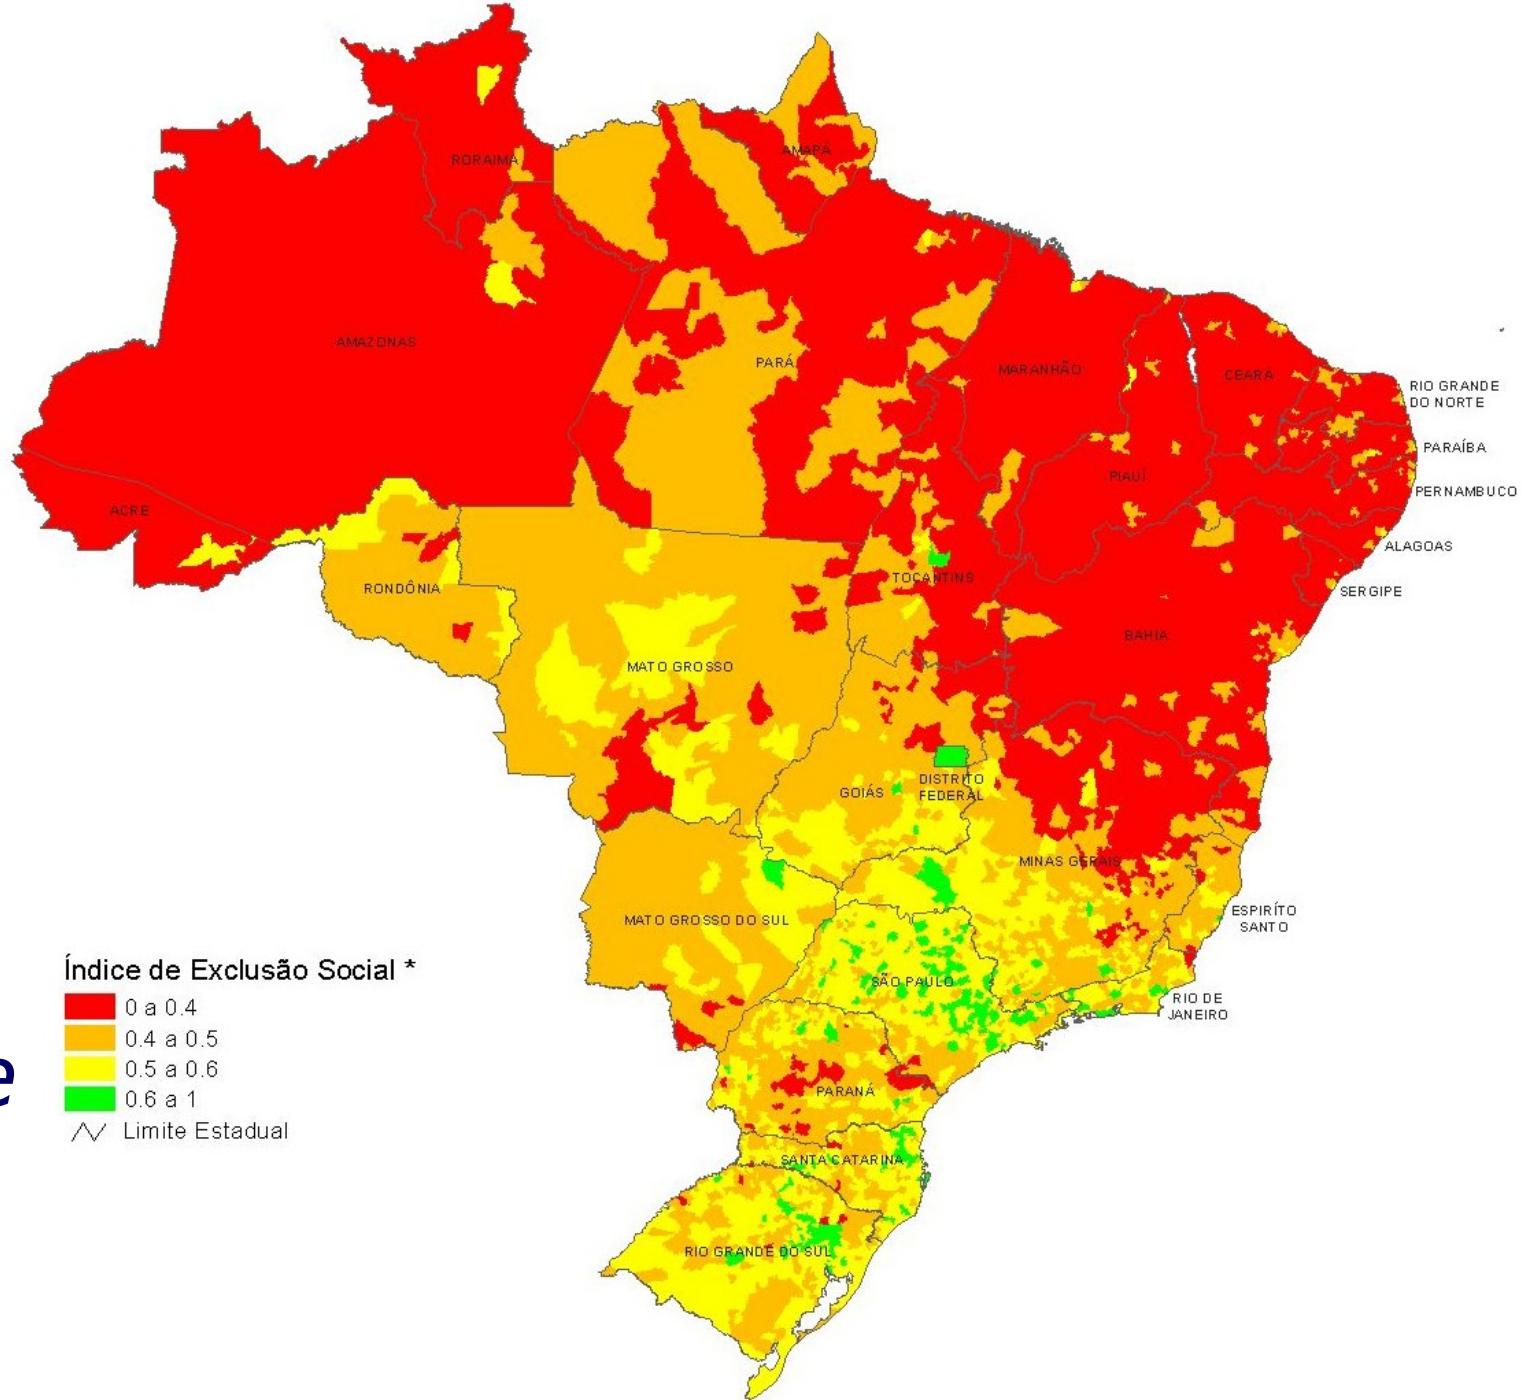 RORAIMA
AMAPÁ
AMAZONAS
PARÁ
MARANHÃO
CEARÁ
RIO GRANDE
DO NORTE
PARAÍBA
PIAUÍ
PERNAMBUCO
ACRE
ALAGOAS
TOCANTINS
RONDÔNIA
SERGIPE
BAHIA
MATO GROSSO
DISTRITO
FEDERAL
GOIÁS
MINAS GERAIS
ESPIRÍTO
SANTO
MATO GROSSO DO SUL
SÃO PAULO
RIO DE
JANEIRO
PARANÁ
SANTA CATARINA
RIO GRANDE DO SUL
Índice de Exclusão Social *
0 a 0.4
0.4 a 0.5
0.5 a 0.6
0.6 a 1
Limite Estadual
e